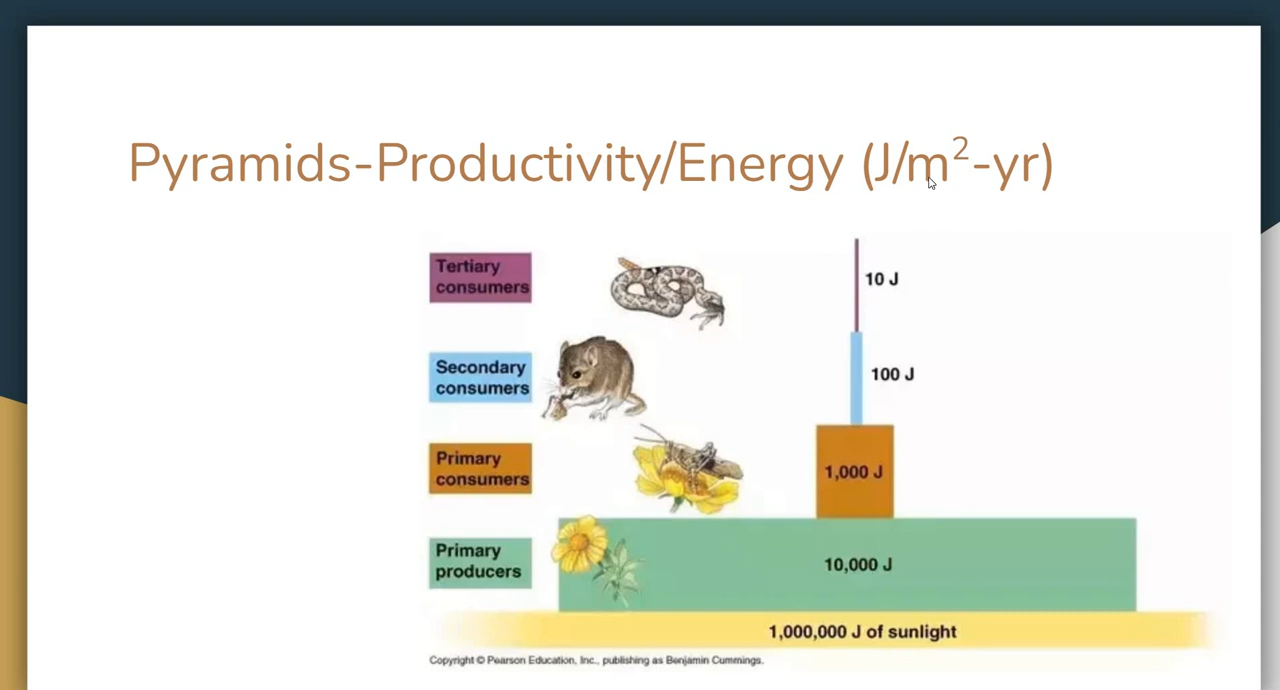 Pyramids-Productivity/Energy (J/m²-yr)
Tertiary
consumers
10 J
Secondary
consumers
100 J
Primary
consumers
1,000 J
Primary
producers
10,000 J
1,000,000 J of sunlight
Copyright © Pearson Education, Inc., publishing as Benjamin Cummings.